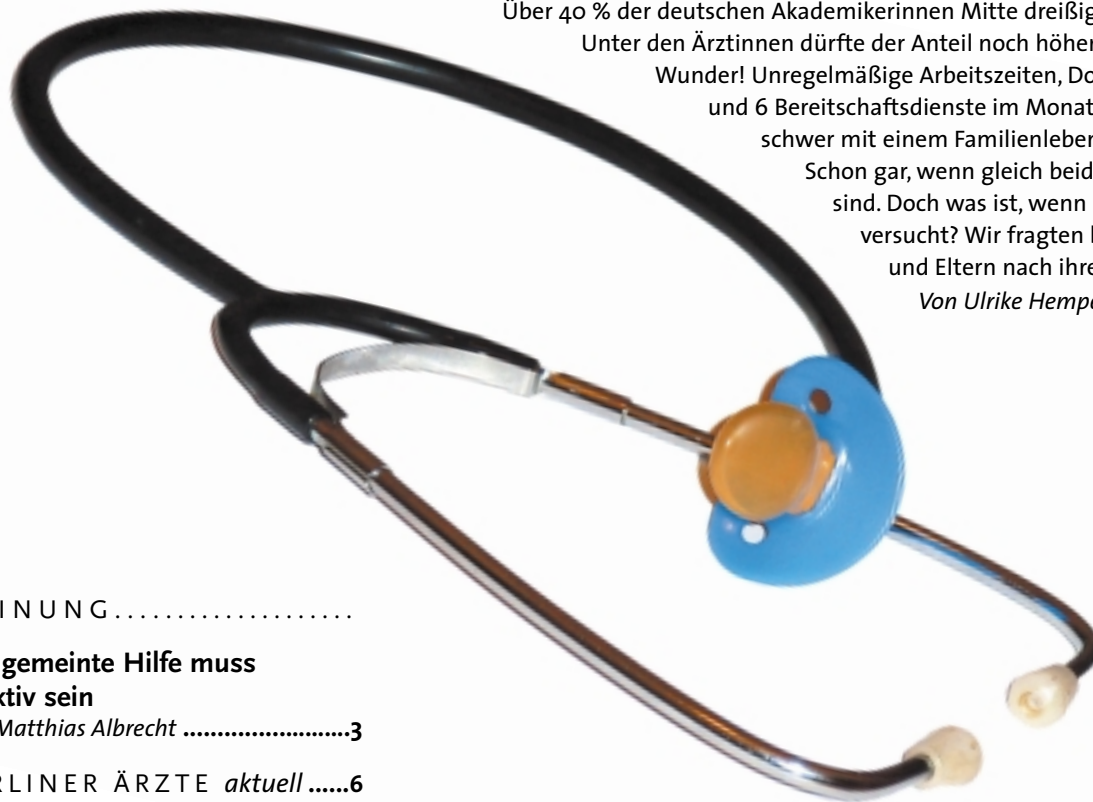 Über 40 % der deutschen Akademikerinnen Mitte dreißig
Unter den Ärztinnen dürfte der Anteil noch höher
Wunder! Unregelmäßige Arbeitszeiten, Do
und 6 Bereitschaftsdienste im Monat
schwer mit einem Familienleben
Schon gar, wenn gleich beid
sind. Doch was ist, wenn
versucht? Wir fragten
und Eltern nach ihre
Von Ulrike Hempe
INUNG...................
gemeinte Hilfe muss
ktiv sein
Matthias Albrecht ..........................3
RLINER ÄRZTE aktuell ......6